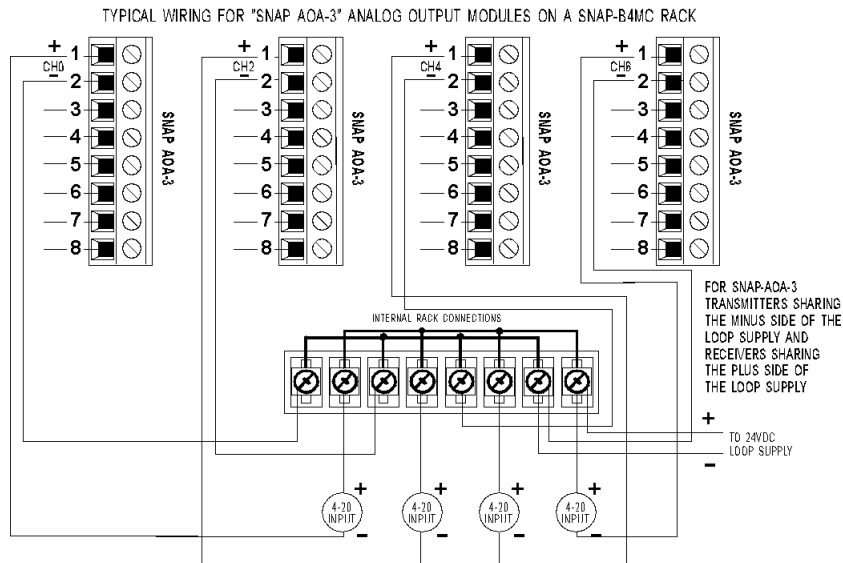 TYPICAL WIRING FOR "SNAP AOA-3" ANALOG OUTPUT MODULES ON A SNAP-B4MC RACK
+ 1 + 1 + 1 + 1
CH0 CH2 CH4 CH6
- 2 - 2 - 2 - 2
3 3 3 3
4 4 4 4
5 5 5 5
6 6 6 6
7 7 7 7
8 8 8 8
SNAP AOA-3
SNAP AOA-3
SNAP AOA-3
SNAP AOA-3
FOR SNAP-AOA-3
TRANSMITTERS SHARING
THE MINUS SIDE OF THE
LOOP SUPPLY AND
RECEIVERS SHARING
THE PLUS SIDE OF
THE LOOP SUPPLY
INTERNAL RACK CONNECTIONS
+
TO 24VDC
LOOP SUPPLY
-
+ + + +
4-20 4-20 4-20 4-20
INPUT INPUT INPUT INPUT
- - - -